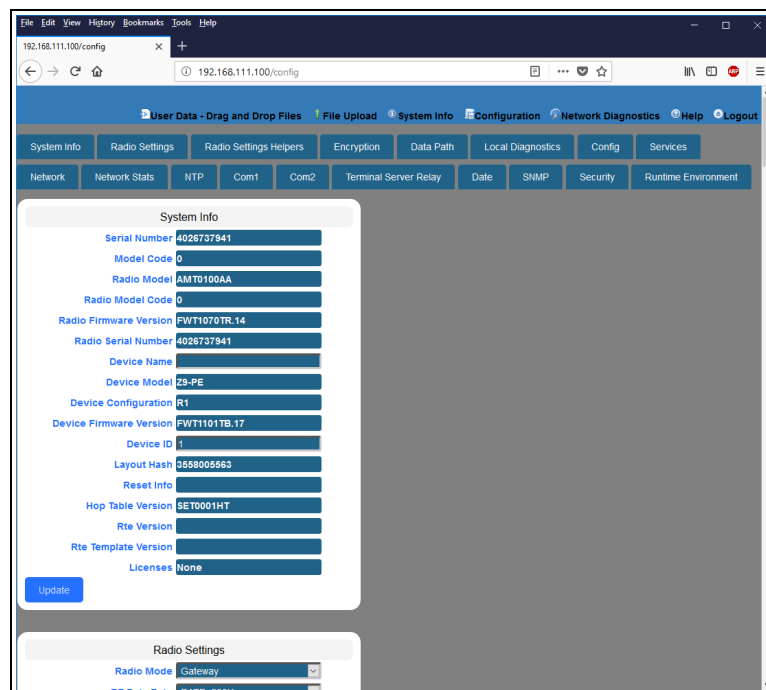 File Edit View History Bookmarks Tools Help
192.168.111.100/config
192.168.111.100/config
ABP
User Data - Drag and Drop Files File Upload System Info Configuration Network Diagnostics Help Logout
System Info Radio Settings Radio Settings Helpers Encryption Data Path Local Diagnostics Config Services
Network Network Stats NTP Com1 Com2 Terminal Server Relay Date SNMP Security Runtime Environment
System Info
Serial Number 4026737941
Model Code 0
Radio Model AMT0100AA
Radio Model Code 0
Radio Firmware Version FWT1070TR.14
Radio Serial Number 4026737941
Device Name
Device Model Z9-PE
Device Configuration R1
Device Firmware Version FWT1101TB.17
Device ID 1
Layout Hash 3558005563
Reset Info
Hop Table Version SET0001HT
Rte Version
Rte Template Version
Licenses None
Update
Radio Settings
Radio Mode Gateway